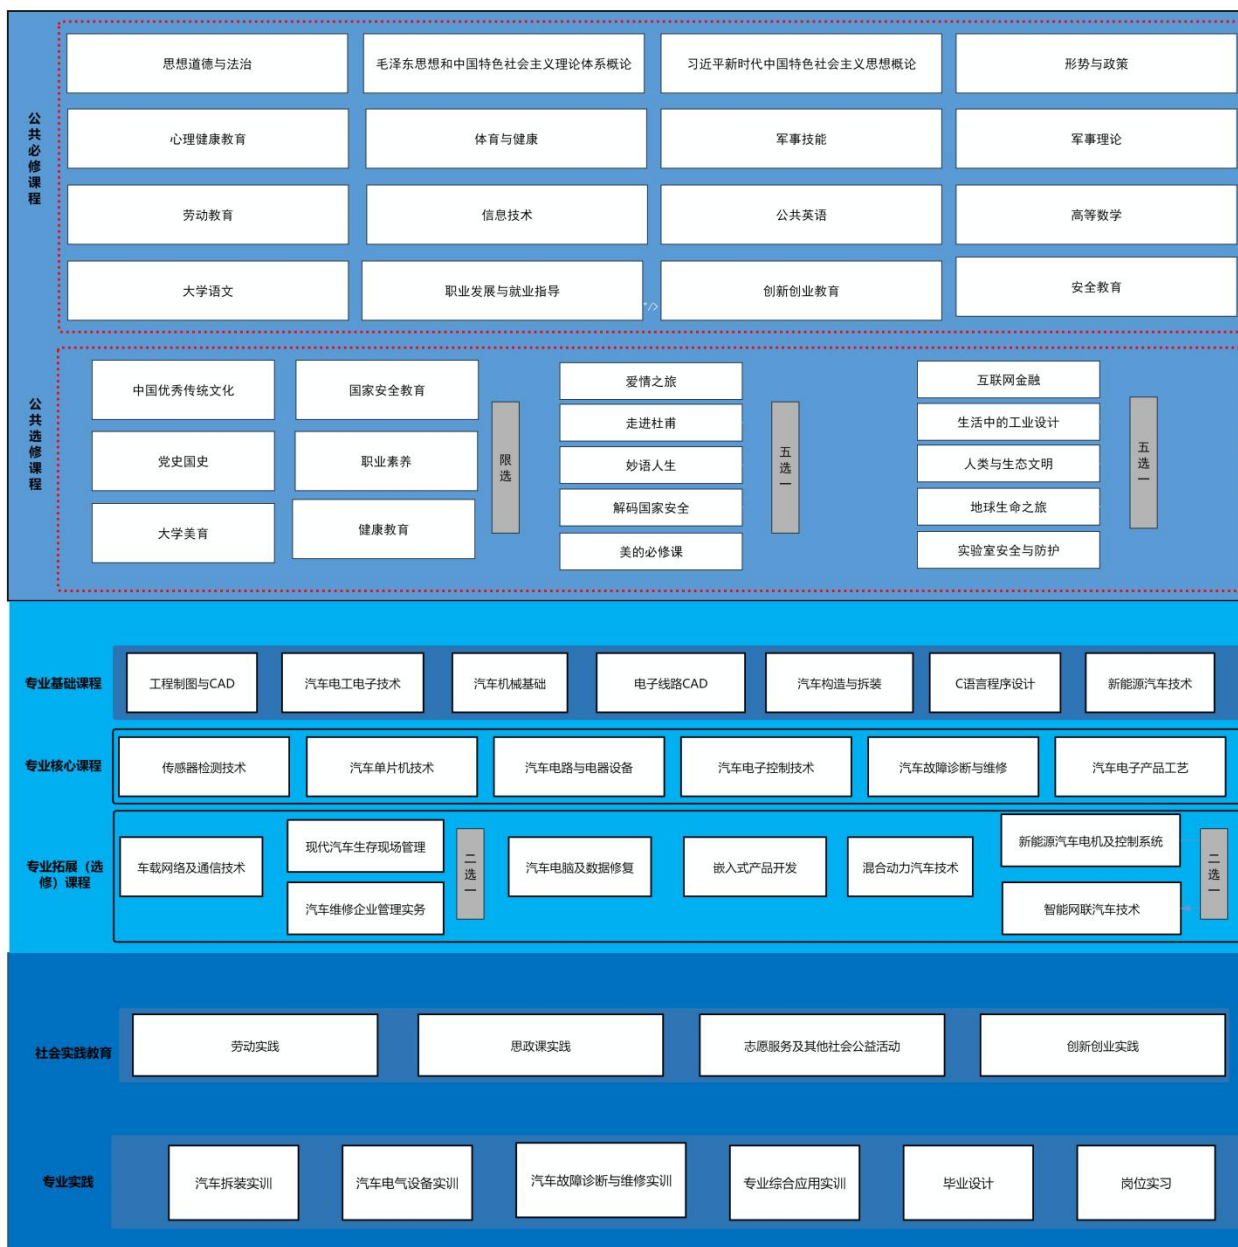 公共必修课程
思想道德与法治
毛泽东思想和中国特色社会主义理论体系概论
习近平新时代中国特色社会主义思想概论
形势与政策
心理健康教育
体育与健康
军事技能
军事理论
劳动教育
信息技术
公共英语
高等数学
大学语文
职业发展与就业指导
"/>
创新创业教育
安全教育
公共选修课程
中国优秀传统文化
国家安全教育
党史国史
职业素养
大学美育
健康教育
限选
爱情之旅
走进杜甫
妙语人生
解码国家安全
美的必修课
五选一
互联网金融
生活中的工业设计
人类与生态文明
地球生命之旅
实验室安全与防护
五选一
专业基础课程
工程制图与CAD
汽车电工电子技术
汽车机械基础
电子线路CAD
汽车构造与拆装
C语言程序设计
新能源汽车技术
专业核心课程
传感器检测技术
汽车单片机技术
汽车电路与电器设备
汽车电子控制技术
汽车故障诊断与维修
汽车电子产品工艺
专业拓展（选
修）课程
车载网络及通信技术
现代汽车生存现场管理
汽车维修企业管理实务
二选一
汽车电脑及数据修复
嵌入式产品开发
混合动力汽车技术
新能源汽车电机及控制系统
智能网联汽车技术
二选一
社会实践教育
劳动实践
思政课实践
志愿服务及其他社会公益活动
创新创业实践
专业实践
汽车拆装实训
汽车电气设备实训
汽车故障诊断与维修实训
专业综合应用实训
毕业设计
岗位实习